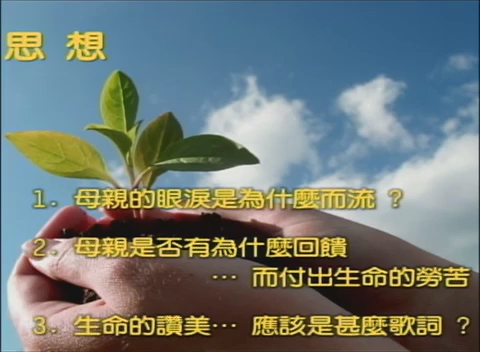 思 想
1. 母親的眼淚是為什麼而流 ?
2. 母親是否有為什麼回饋
… 而付出生命的勞苦
3. 生命的讚美… 應該是甚麼歌詞 ?